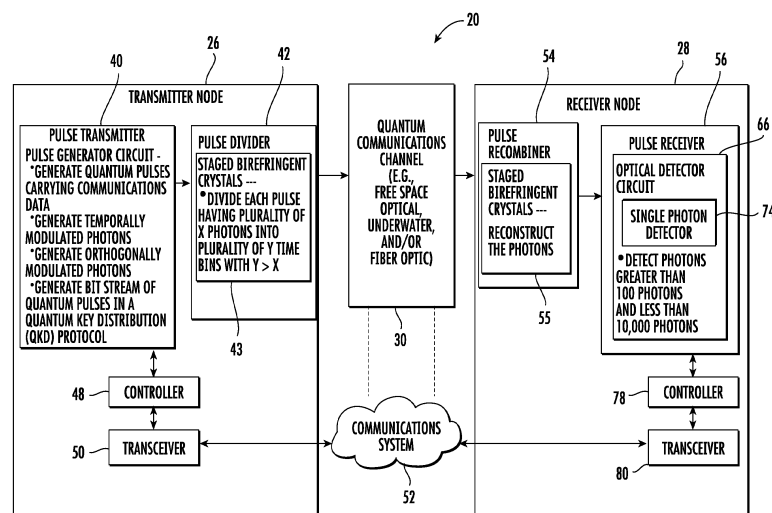 20
26
TRANSMITTER NODE
40
PULSE TRANSMITTER
PULSE GENERATOR CIRCUIT -
•GENERATE QUANTUM PULSES
CARRYING COMMUNICATIONS
DATA
•GENERATE TEMPORALLY
MODULATED PHOTONS
•GENERATE ORTHOGONALLY
MODULATED PHOTONS
•GENERATE BIT STREAM OF
QUANTUM PULSES IN A
QUANTUM KEY DISTRIBUTION
(QKD) PROTOCOL
42
PULSE DIVIDER
STAGED BIREFRINGENT
CRYSTALS ---
•DIVIDE EACH PULSE
HAVING PLURALITY OF
X PHOTONS INTO
PLURALITY OF Y TIME
BINS WITH Y > X
43
48
CONTROLLER
50
TRANSCEIVER
QUANTUM
COMMUNICATIONS
CHANNEL
(E.G.,
FREE SPACE
OPTICAL,
UNDERWATER,
AND/OR
FIBER OPTIC)
30
COMMUNICATIONS
SYSTEM
52
28
RECEIVER NODE
54
PULSE
RECOMBINER
STAGED
BIREFRINGENT
CRYSTALS ---
RECONSTRUCT
THE PHOTONS
55
56
PULSE RECEIVER
66
OPTICAL DETECTOR
CIRCUIT
SINGLE PHOTON
DETECTOR
74
•DETECT PHOTONS
GREATER THAN
100 PHOTONS
AND LESS THAN
10,000 PHOTONS
78
CONTROLLER
TRANSCEIVER
80